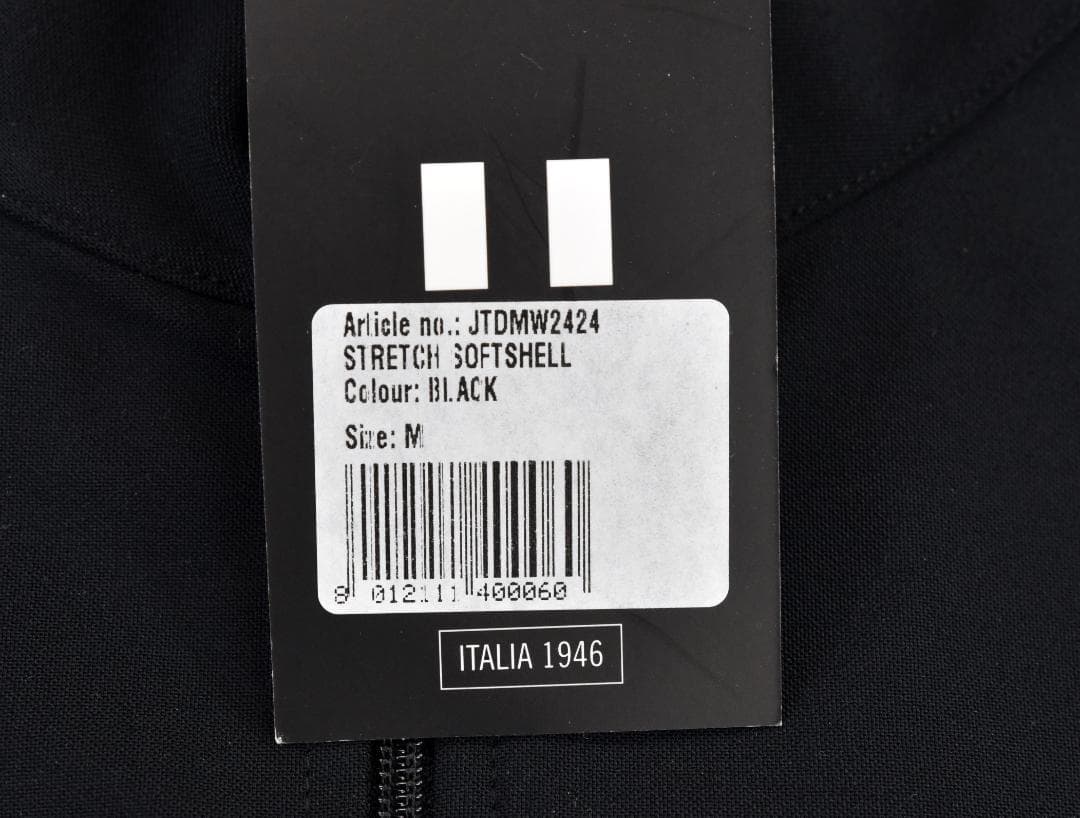 Article no.: JTDMW2424
STRETCH SOFTSHELL
Colour: BLACK
Size: M
8 012111 400060
ITALIA 1946